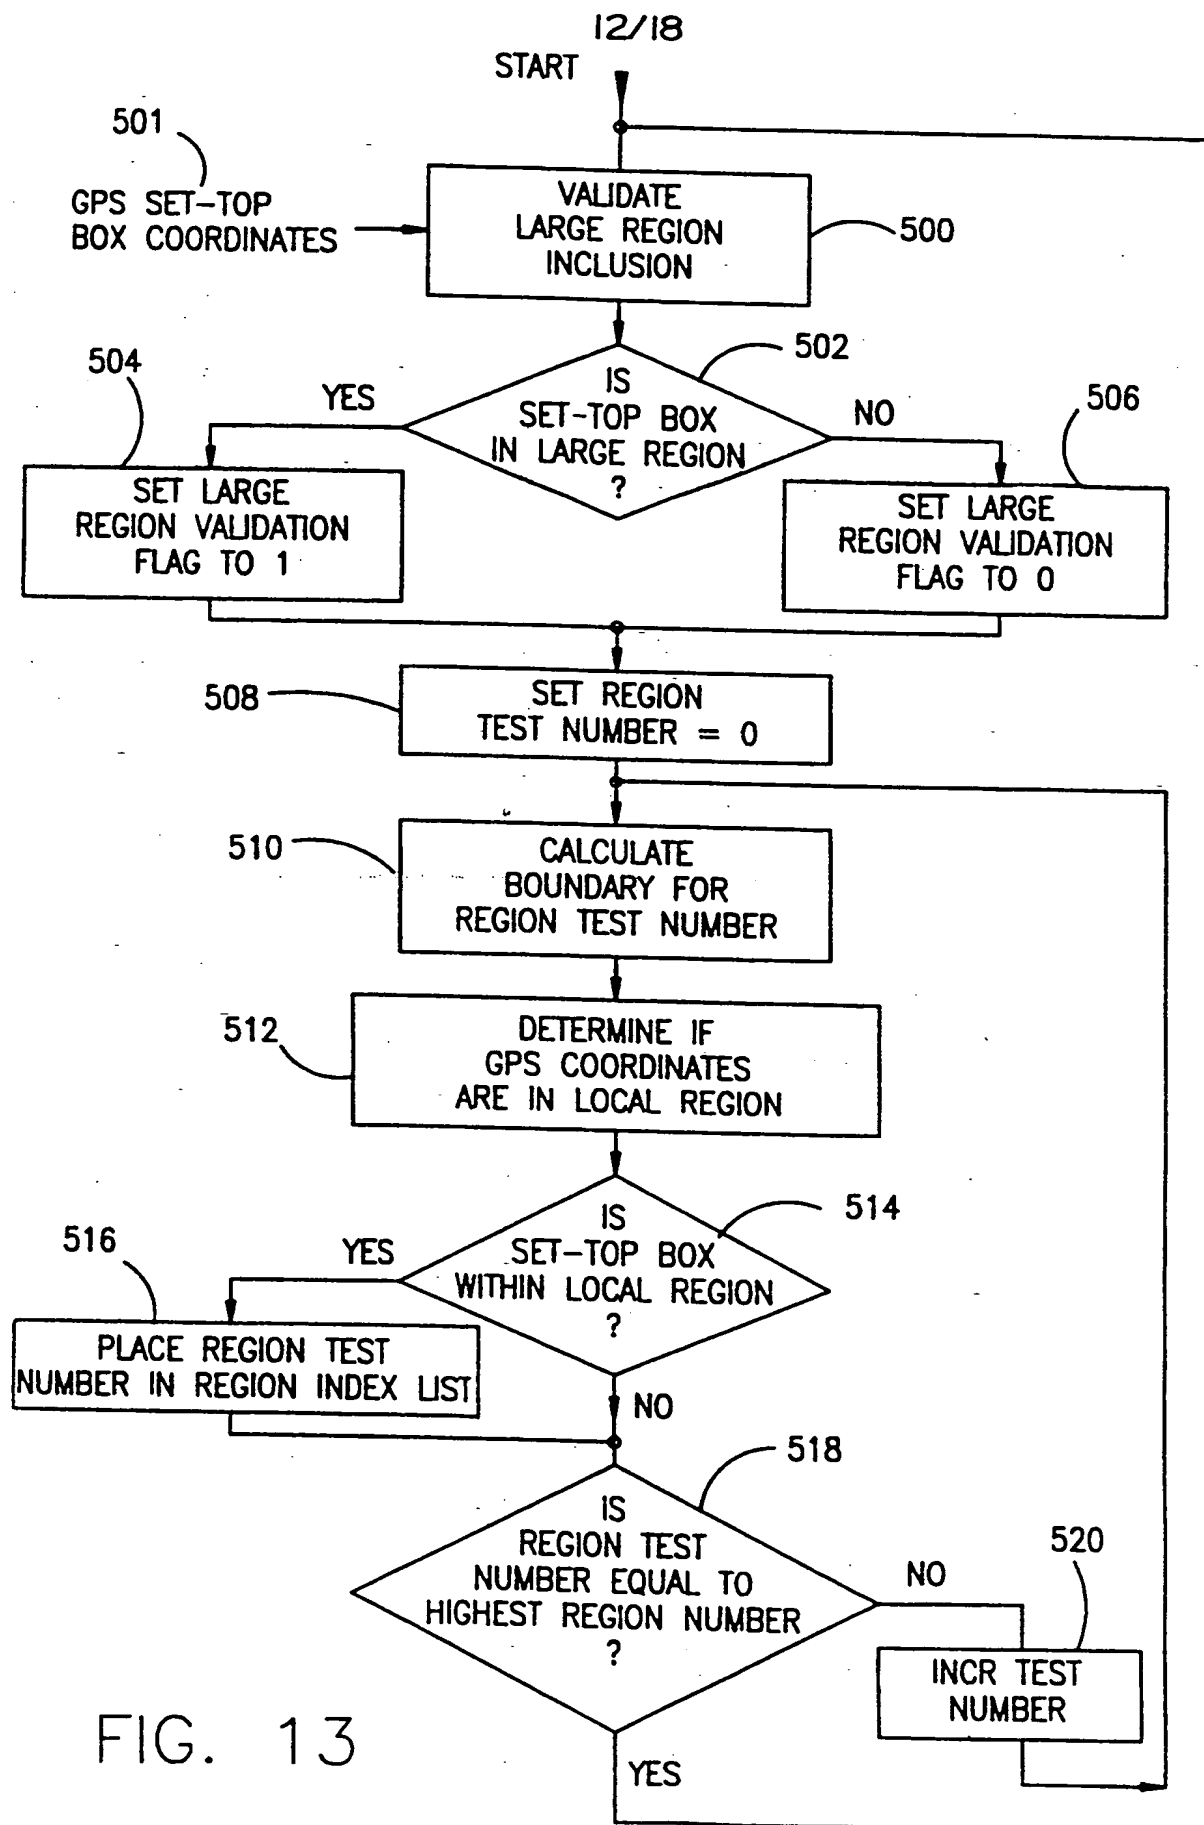 12/18
START
501
GPS SET-TOP
BOX COORDINATES
VALIDATE
LARGE REGION
INCLUSION
500
502
504
YES
IS
SET-TOP BOX
IN LARGE REGION
?
NO
506
SET LARGE
REGION VALIDATION
FLAG TO 1
SET LARGE
REGION VALIDATION
FLAG TO 0
508
SET REGION
TEST NUMBER = 0
510
CALCULATE
BOUNDARY FOR
REGION TEST NUMBER
512
DETERMINE IF
GPS COORDINATES
ARE IN LOCAL REGION
514
516
YES
IS
SET-TOP BOX
WITHIN LOCAL REGION
?
PLACE REGION TEST
NUMBER IN REGION INDEX LIST
NO
518
IS
REGION TEST
NUMBER EQUAL TO
HIGHEST REGION NUMBER
?
NO
520
INCR TEST
NUMBER
YES
FIG. 13